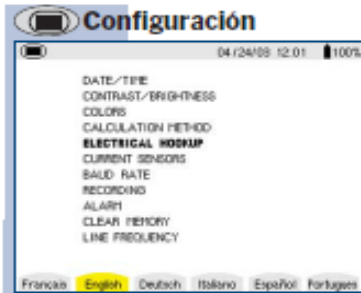 Configuración
04/24/03 12:01 100%
DATE/TIME
CONTRAST/BRIGHTNESS
COLORS
CALCULATION METHOD
ELECTRICAL HOOKUP
CURRENT SENSORS
BAUD RATE
RECORDING
ALARM
CLEAR MEMORY
LINE FREQUENCY
Français English Deutsch Italiano Español Portugues